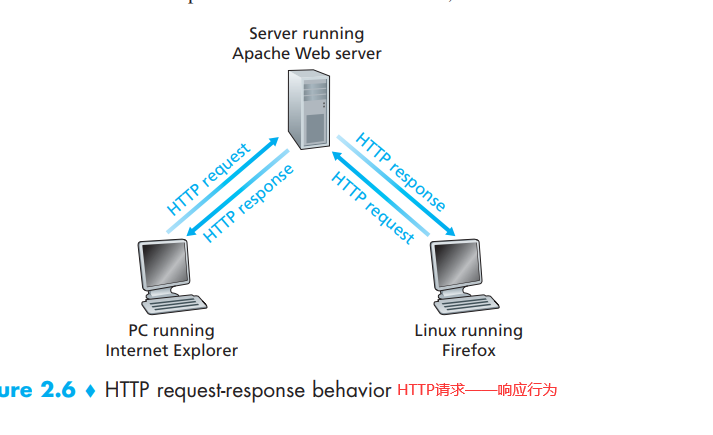 Server running
Apache Web server
HTTP request
HTTP response
HTTP response
HTTP request
PC running
Internet Explorer
Linux running
Firefox
ure 2.6 ♦ HTTP request-response behavior HTTP请求——响应行为